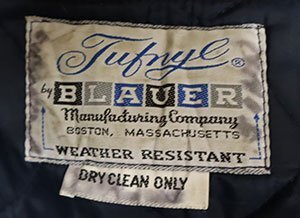 Tufnyl ®
by BLAUER
Manufacturing Company
BOSTON, MASSACHUSETTS
WEATHER RESISTANT
DRY CLEAN ONLY